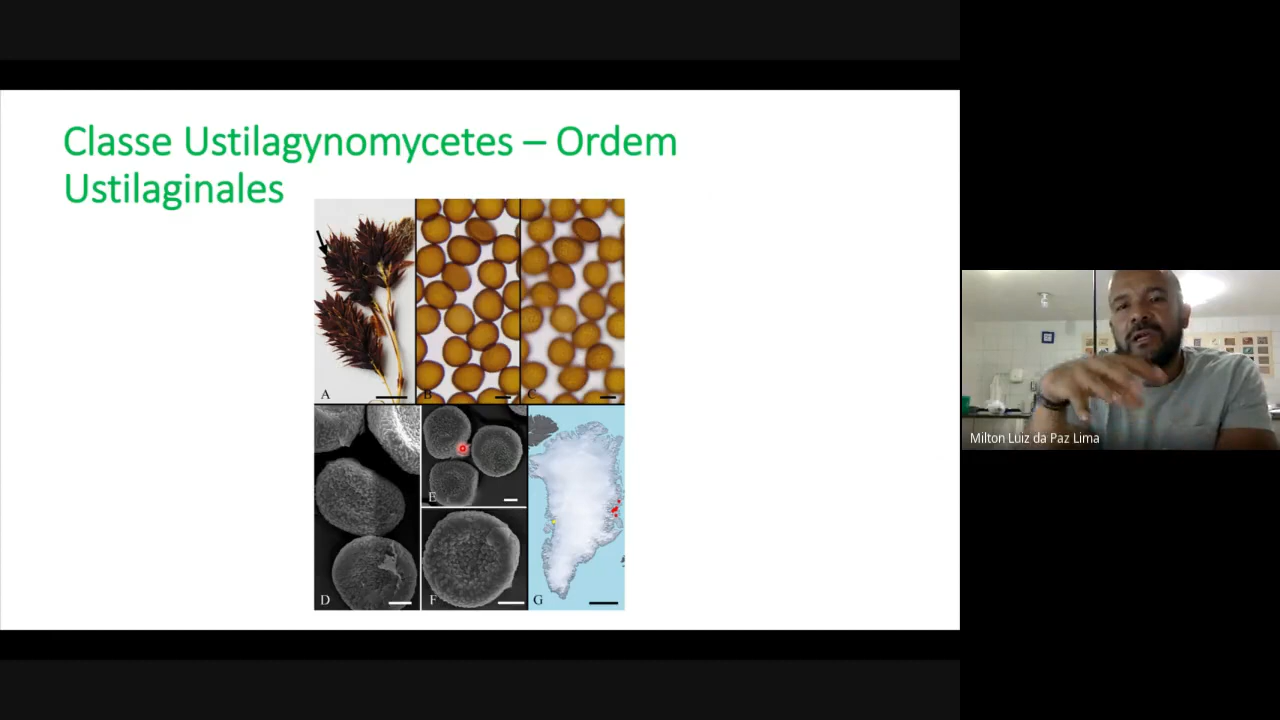 Classe Ustilagynomycetes – Ordem
Ustilaginales
A
B
C
D
E
F
G
Milton Luiz da Paz Lima